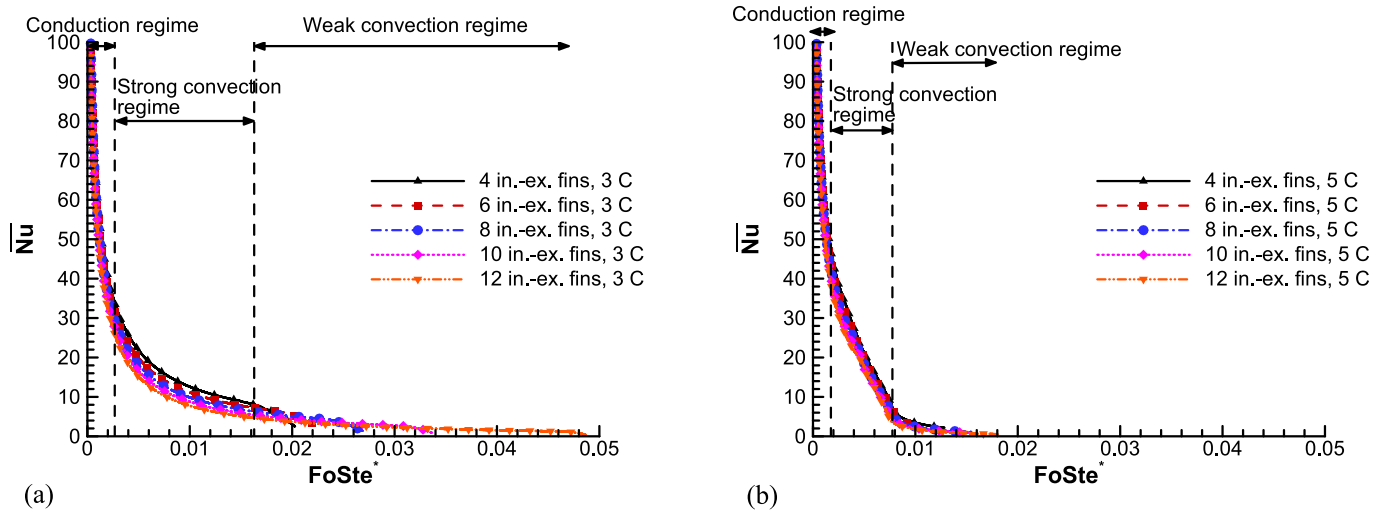 Conduction regime
Weak convection regime
Strong convection
regime
100
90
80
70
60
50
40
30
20
10
0
Nu
4 in.-ex. fins, 3 C
6 in.-ex. fins, 3 C
8 in.-ex. fins, 3 C
10 in.-ex. fins, 3 C
12 in.-ex. fins, 3 C
0 0.01 0.02 0.03 0.04 0.05
FoSte*
(a)
Conduction regime
Weak convection regime
Strong convection
regime
100
90
80
70
60
50
40
30
20
10
0
Nu
4 in.-ex. fins, 5 C
6 in.-ex. fins, 5 C
8 in.-ex. fins, 5 C
10 in.-ex. fins, 5 C
12 in.-ex. fins, 5 C
0 0.01 0.02 0.03 0.04 0.05
FoSte*
(b)